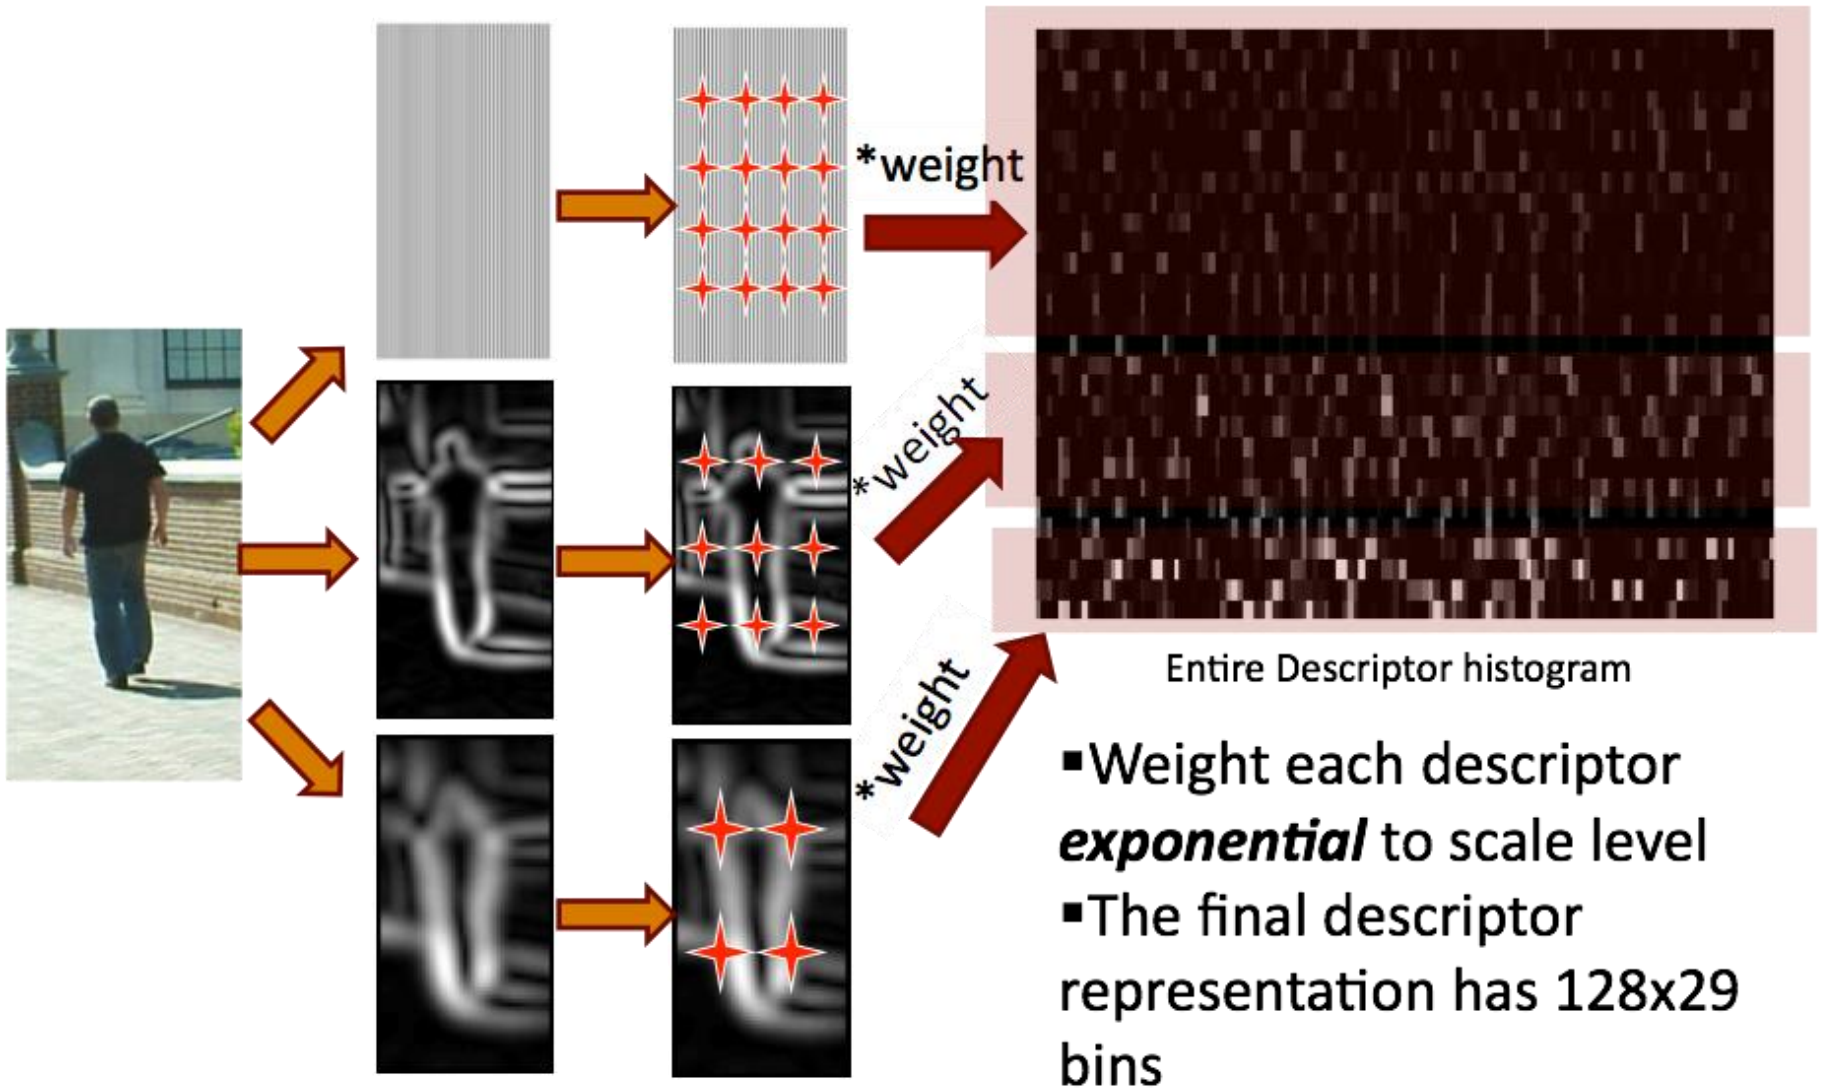 *weight
*weight
*weight
Entire Descriptor histogram
▪Weight each descriptor
exponential to scale level
▪The final descriptor
representation has 128x29
bins